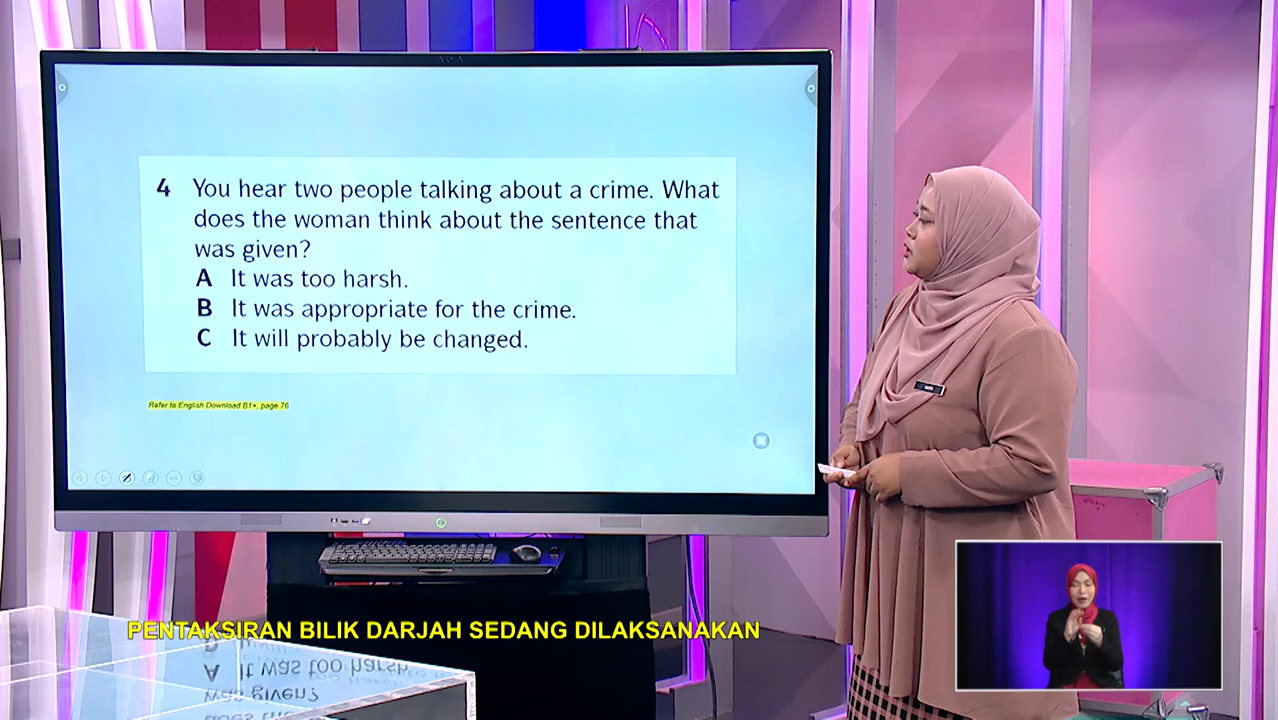 4 You hear two people talking about a crime. What
does the woman think about the sentence that
was given?
A It was too harsh.
B It was appropriate for the crime.
C It will probably be changed.
Refer to English Download B1+, page 76
PENTAKSIRAN BILIK DARJAH SEDANG DILAKSANAKAN